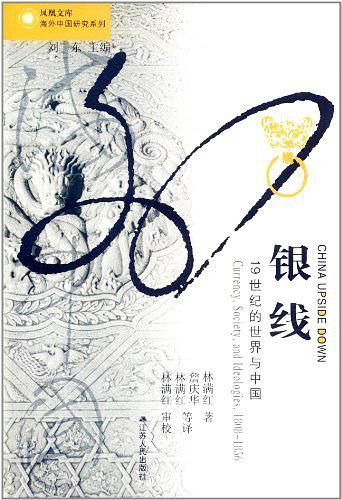 凤凰文库
海外中国研究系列
刘 东 主编
银线
CHINA UPSIDE DOWN
19世纪的世界与中国
Currency, Society, and Ideologies, 1808-1856
林满红 著
詹庆华
林满红 等译
林满红 审校
江苏人民出版社